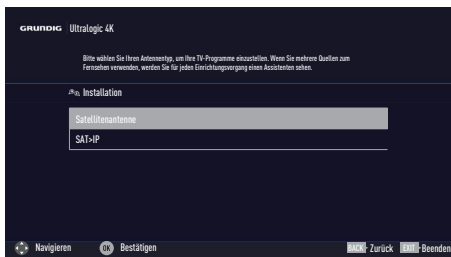 GRUNDIG Ultralogic 4K
Bitte wählen Sie Ihren Antennentyp, um Ihre TV-Programme einzustellen. Wenn Sie mehrere Quellen zum
Fernsehen verwenden, werden Sie für jeden Einrichtungsvorgang einen Assistenten sehen.
Installation
Satellitenantenne
SAT>IP
Navigieren OK Bestätigen BACK - Zurück EXIT - Beenden